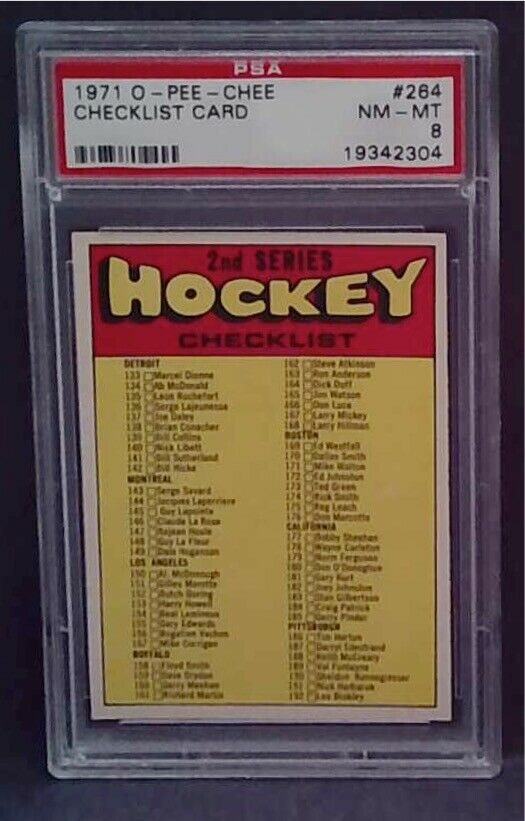 PSA
1971 O-PEE-CHEE
#264
CHECKLIST CARD
NM-MT
8
19342304
2nd SERIES
HOCKEY
CHECKLIST
DETROIT
133 Marcel Dionne
134 Ab McDonald
135 Leon Rochefort
136 Serge Lajeunesse
137 Joe Daley
138 Brian Conacher
139 Bill Collins
140 Nick Libett
141 Bill Sutherland
142 Bill Hicke
MONTREAL
143 Serge Savard
144 Jacques Laperriere
145 Guy Lapointe
146 Claude La Rose
147 Rejean Houle
148 Guy La Fleur
149 Dale Hoganson
LOS ANGELES
150 Al. McDonough
151 Gilles Marotte
152 Butch Goring
153 Harry Howell
154 Real Lemieux
155 Gary Edwards
156 Rogatien Vachon
157 Mike Corrigan
BUFFALO
158 Floyd Smith
159 Dave Dryden
160 Gerry Meehan
161 Richard Martin
162 Steve Atkinson
163 Ron Anderson
164 Dick Duff
165 Jim Watson
166 Don Luce
167 Larry Mickey
168 Larry Hillman
BOSTON
169 Ed Westfall
170 Dallas Smith
171 Mike Walton
172 Ed Johnston
173 Ted Green
174 Rick Smith
175 Reg Leach
176 Don Marcotte
CALIFORNIA
177 Bobby Sheehan
178 Wayne Carleton
179 Norm Ferguson
180 Don O'Donoghue
181 Gary Kurt
182 Joey Johnston
183 Stan Gilbertson
184 Craig Patrick
185 Gerry Pinder
PITTSBURGH
186 Tim Horton
187 Darryl Edestrand
188 Keith McCreary
189 Val Fonteyne
190 Sheldon
191 Nick Harbaruk
192 Les Binkley